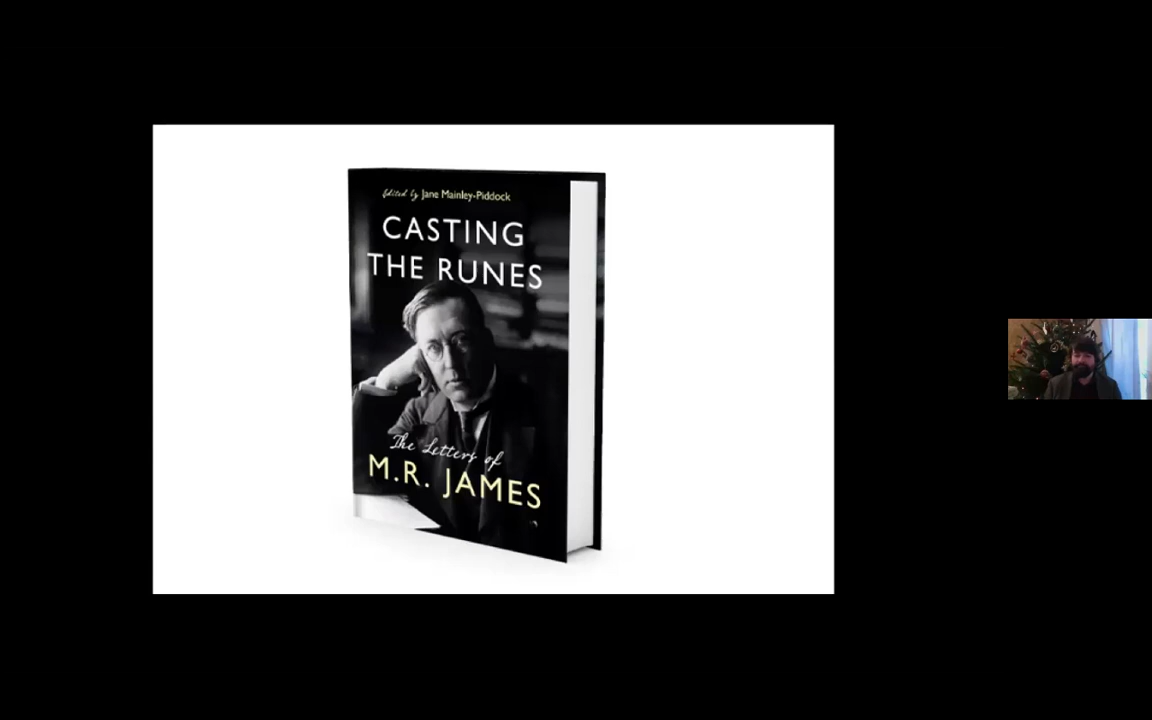 Edited by Jane Mainley-Piddock
CASTING
THE RUNES
The Letters of
M.R. JAMES